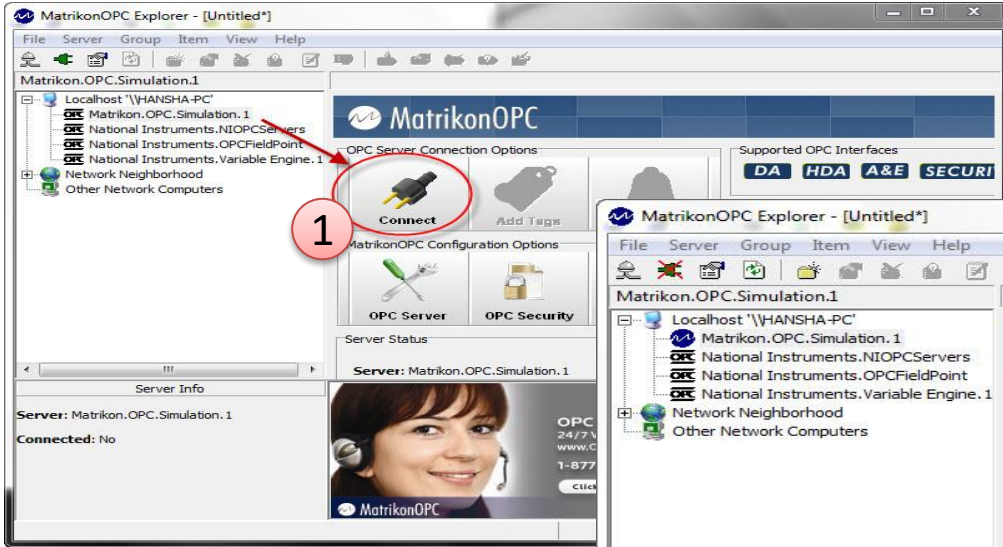 MatrikonOPC Explorer - [Untitled*]
File Server Group Item View Help
Matrikon.OPC.Simulation.1
Localhost '\\HANSHA-PC'
Matrikon.OPC.Simulation.1
National Instruments.NIOPCServers
National Instruments.OPCFieldPoint
National Instruments.Variable Engine.1
Network Neighborhood
Other Network Computers
MatrikonOPC
OPC Server Connection Options
Supported OPC Interfaces
DA HDA A&E SECURI
Connect
Add Tags
1
MatrikonOPC Configuration Options
OPC Server
OPC Security
Server Status
Server: Matrikon.OPC.Simulation.1
Server Info
Server: Matrikon.OPC.Simulation.1
Connected: No
OPC
24/7
www.
1-877
Click
MatrikonOPC
MatrikonOPC Explorer - [Untitled*]
File Server Group Item View Help
Matrikon.OPC.Simulation.1
Localhost '\\HANSHA-PC'
Matrikon.OPC.Simulation.1
National Instruments.NIOPCServers
National Instruments.OPCFieldPoint
National Instruments.Variable Engine.1
Network Neighborhood
Other Network Computers